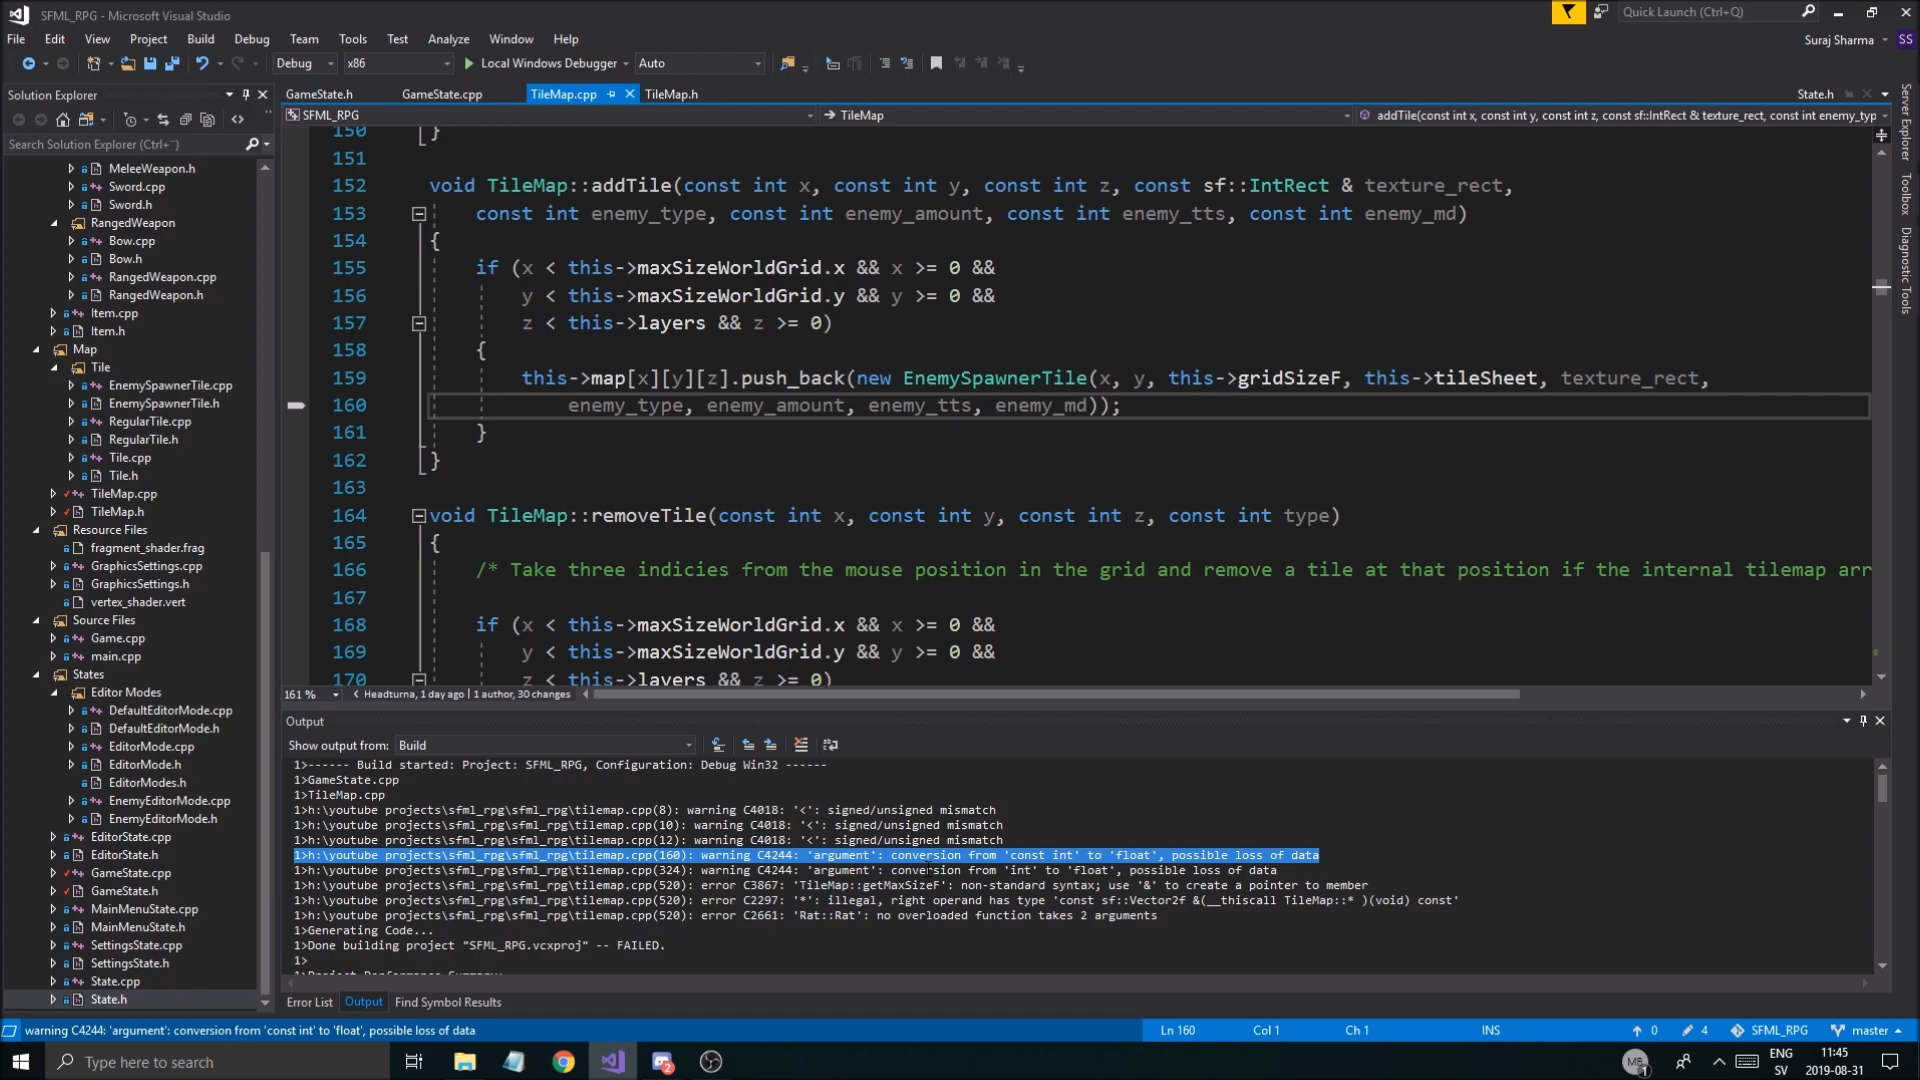 SFML_RPG - Microsoft Visual Studio
Quick Launch (Ctrl+Q)
File Edit View Project Build Debug Team Tools Test Analyze Window Help
Suraj Sharma SS
Debug x86 Local Windows Debugger Auto
Solution Explorer
GameState.h GameState.cpp TileMap.cpp TileMap.h State.h
SFML_RPG TileMap addTile(const int x, const int y, const int z, const sf::IntRect & texture_rect, const int enemy_typ
Search Solution Explorer (Ctrl+¨)
MeleeWeapon.h
Sword.cpp
Sword.h
RangedWeapon
Bow.cpp
Bow.h
RangedWeapon.cpp
RangedWeapon.h
Item.cpp
Item.h
Map
Tile
EnemySpawnerTile.cpp
EnemySpawnerTile.h
RegularTile.cpp
RegularTile.h
Tile.cpp
Tile.h
TileMap.cpp
TileMap.h
Resource Files
fragment_shader.frag
GraphicsSettings.cpp
GraphicsSettings.h
vertex_shader.vert
Source Files
Game.cpp
main.cpp
States
Editor Modes
DefaultEditorMode.cpp
DefaultEditorMode.h
EditorMode.cpp
EditorMode.h
EditorModes.h
EnemyEditorMode.cpp
EnemyEditorMode.h
EditorState.cpp
EditorState.h
GameState.cpp
GameState.h
MainMenuState.cpp
MainMenuState.h
SettingsState.cpp
SettingsState.h
State.cpp
State.h
150 }
151
152 void TileMap::addTile(const int x, const int y, const int z, const sf::IntRect & texture_rect,
153 const int enemy_type, const int enemy_amount, const int enemy_tts, const int enemy_md)
154 {
155 if (x < this->maxSizeWorldGrid.x && x >= 0 &&
156 y < this->maxSizeWorldGrid.y && y >= 0 &&
157 z < this->layers && z >= 0)
158 {
159 this->map[x][y][z].push_back(new EnemySpawnerTile(x, y, this->gridSizeF, this->tileSheet, texture_rect,
160 enemy_type, enemy_amount, enemy_tts, enemy_md));
161 }
162 }
163
164 void TileMap::removeTile(const int x, const int y, const int z, const int type)
165 {
166 /* Take three indicies from the mouse position in the grid and remove a tile at that position if the internal tilemap arr
167
168 if (x < this->maxSizeWorldGrid.x && x >= 0 &&
169 y < this->maxSizeWorldGrid.y && y >= 0 &&
170 z < this->layers && z >= 0)
161 % Headturna, 1 day ago | 1 author, 30 changes
Server Explorer
Toolbox
Diagnostic Tools
Output
Show output from: Build
1>------ Build started: Project: SFML_RPG, Configuration: Debug Win32 ------
1>GameState.cpp
1>TileMap.cpp
1>h:\youtube projects\sfml_rpg\sfml_rpg\tilemap.cpp(8): warning C4018: '<': signed/unsigned mismatch
1>h:\youtube projects\sfml_rpg\sfml_rpg\tilemap.cpp(10): warning C4018: '<': signed/unsigned mismatch
1>h:\youtube projects\sfml_rpg\sfml_rpg\tilemap.cpp(12): warning C4018: '<': signed/unsigned mismatch
1>h:\youtube projects\sfml_rpg\sfml_rpg\tilemap.cpp(160): warning C4244: 'argument': conversion from 'const int' to 'float', possible loss of data
1>h:\youtube projects\sfml_rpg\sfml_rpg\tilemap.cpp(324): warning C4244: 'argument': conversion from 'int' to 'float', possible loss of data
1>h:\youtube projects\sfml_rpg\sfml_rpg\tilemap.cpp(520): error C3867: 'TileMap::getMaxSizeF': non-standard syntax; use '&' to create a pointer to member
1>h:\youtube projects\sfml_rpg\sfml_rpg\tilemap.cpp(520): error C2297: '*': illegal, right operand has type 'const sf::Vector2f &(__thiscall TileMap::* )(void) const'
1>h:\youtube projects\sfml_rpg\sfml_rpg\tilemap.cpp(520): error C2661: 'Rat::Rat': no overloaded function takes 2 arguments
1>Generating Code...
1>Done building project "SFML_RPG.vcxproj" -- FAILED.
1>
1>Project Performance Summary:
Error List Output Find Symbol Results
warning C4244: 'argument': conversion from 'const int' to 'float', possible loss of data Ln 160 Col 1 Ch 1 INS 0 4 SFML_RPG master
Type here to search 2 MB 1 ENG SV 11:45 2019-08-31